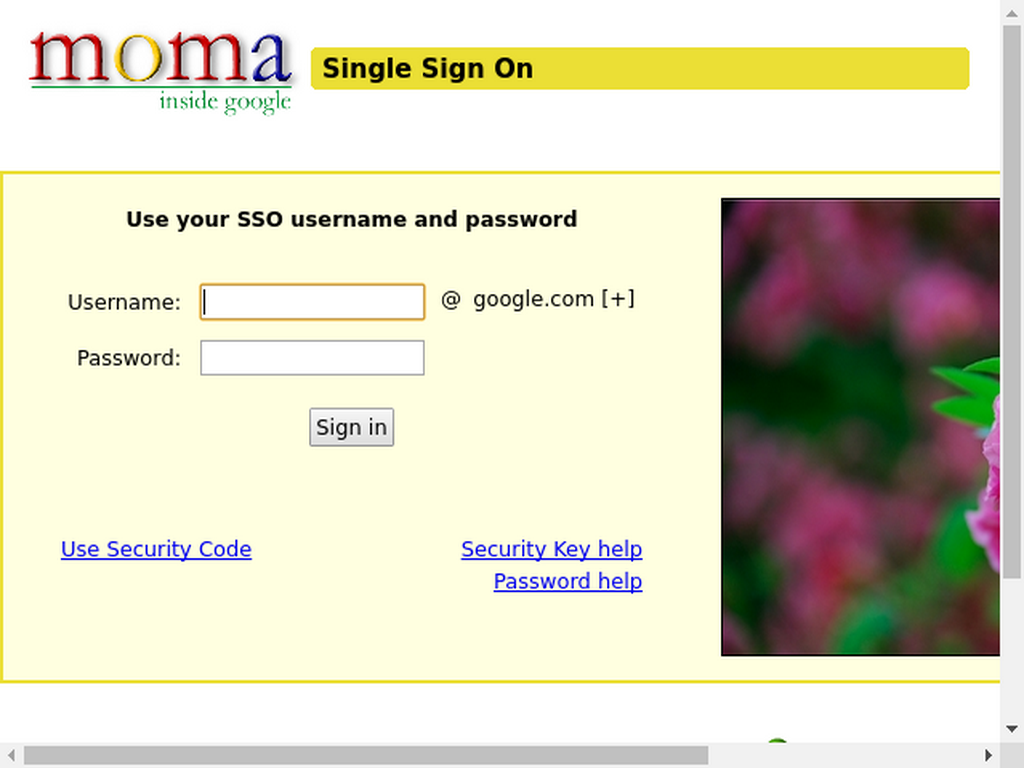 moma
inside google
Single Sign On
Use your SSO username and password
Username: @ google.com [+]
Password:
Sign in
Use Security Code Security Key help
Password help